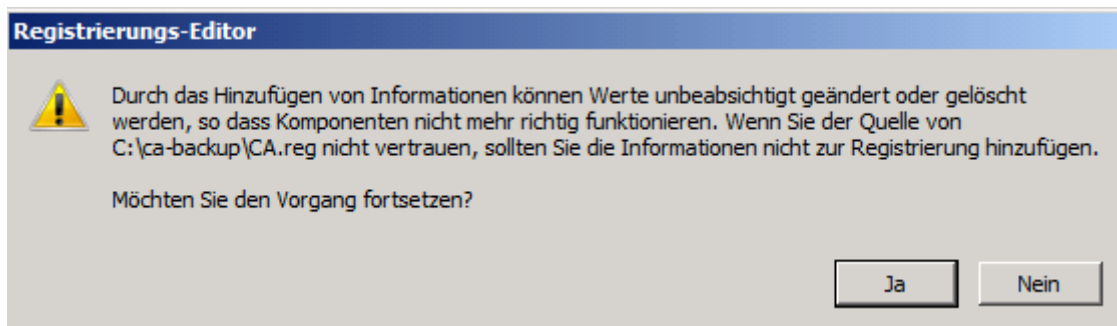 Registrierungs-Editor
Durch das Hinzufügen von Informationen können Werte unbeabsichtigt geändert oder gelöscht
werden, so dass Komponenten nicht mehr richtig funktionieren. Wenn Sie der Quelle von
C:\ca-backup\CA.reg nicht vertrauen, sollten Sie die Informationen nicht zur Registrierung hinzufügen.
Möchten Sie den Vorgang fortsetzen?
Ja Nein